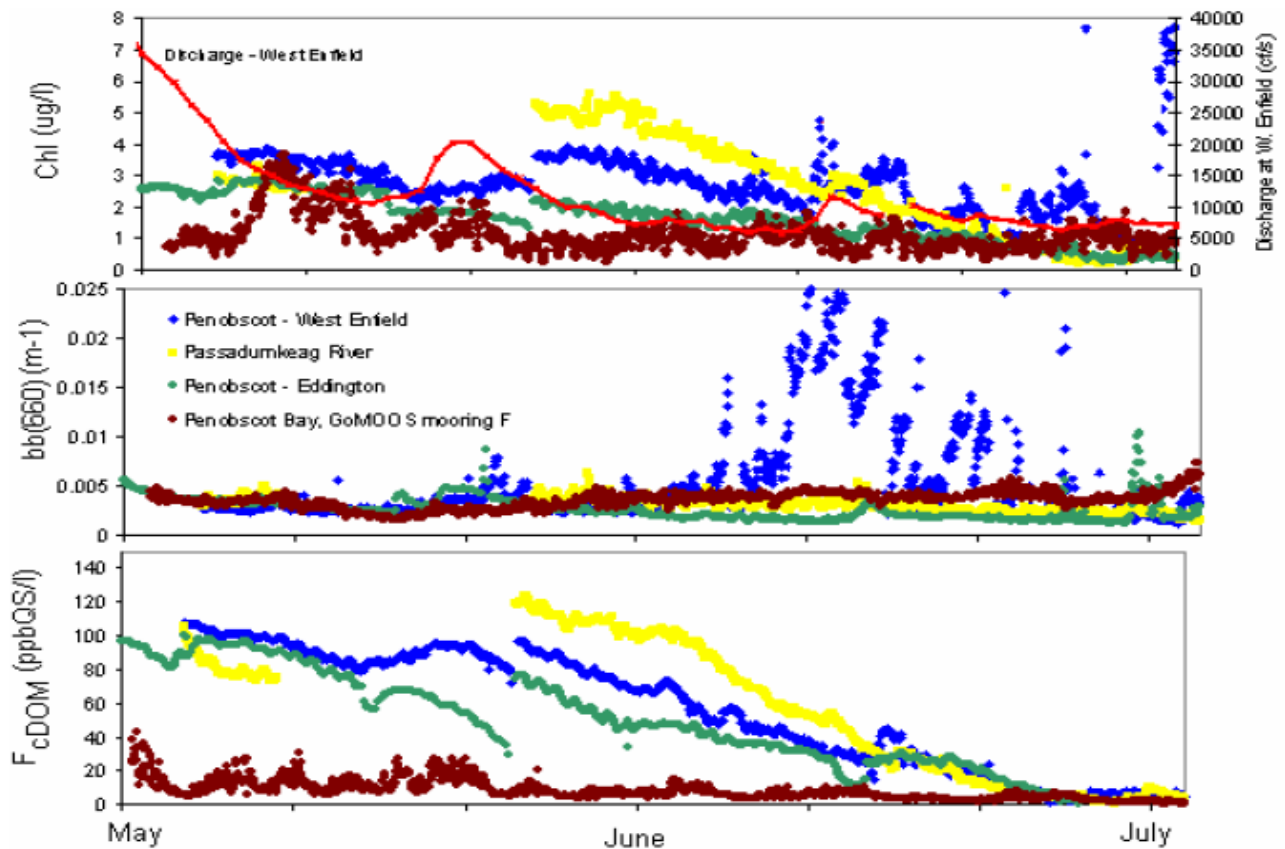 8 40000
7 35000
6 30000
5 25000
4 20000
3 15000
2 10000
1 5000
0 0
Chl (ug/l)
Discharge - West Enfield
Discharge at W. Enfield (cf/s)
0.025
0.02
0.015
0.01
0.005
0
bb(660) (m-1)
Penobscot - West Enfield
Passadumkeag River
Penobscot - Eddington
Penobscot Bay, GoMOOS mooring F
140
120
100
80
60
40
20
0
FcDOM (ppbQS/l)
May June July